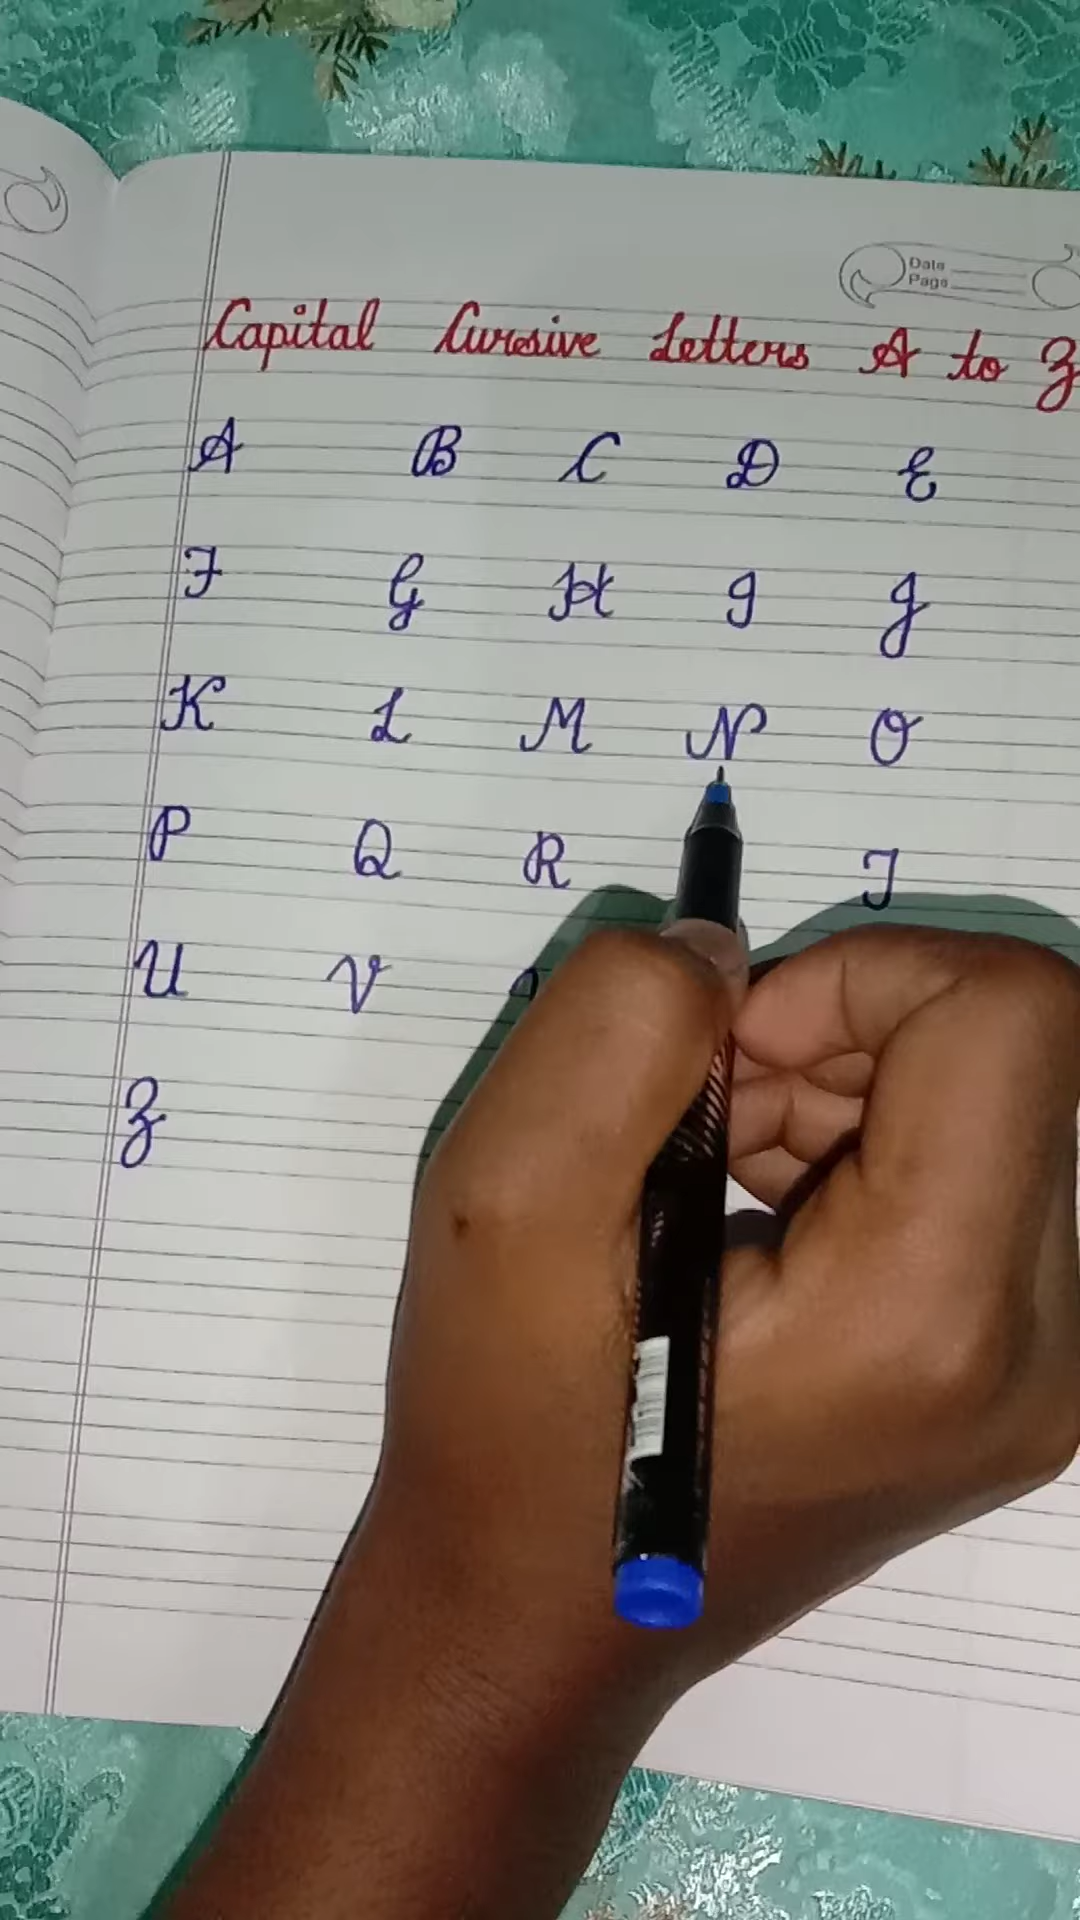 Date
Page
Capital Cursive Letters A to Z
A B C D E
F G H I J
K L M N O
P Q R T
U V
Z